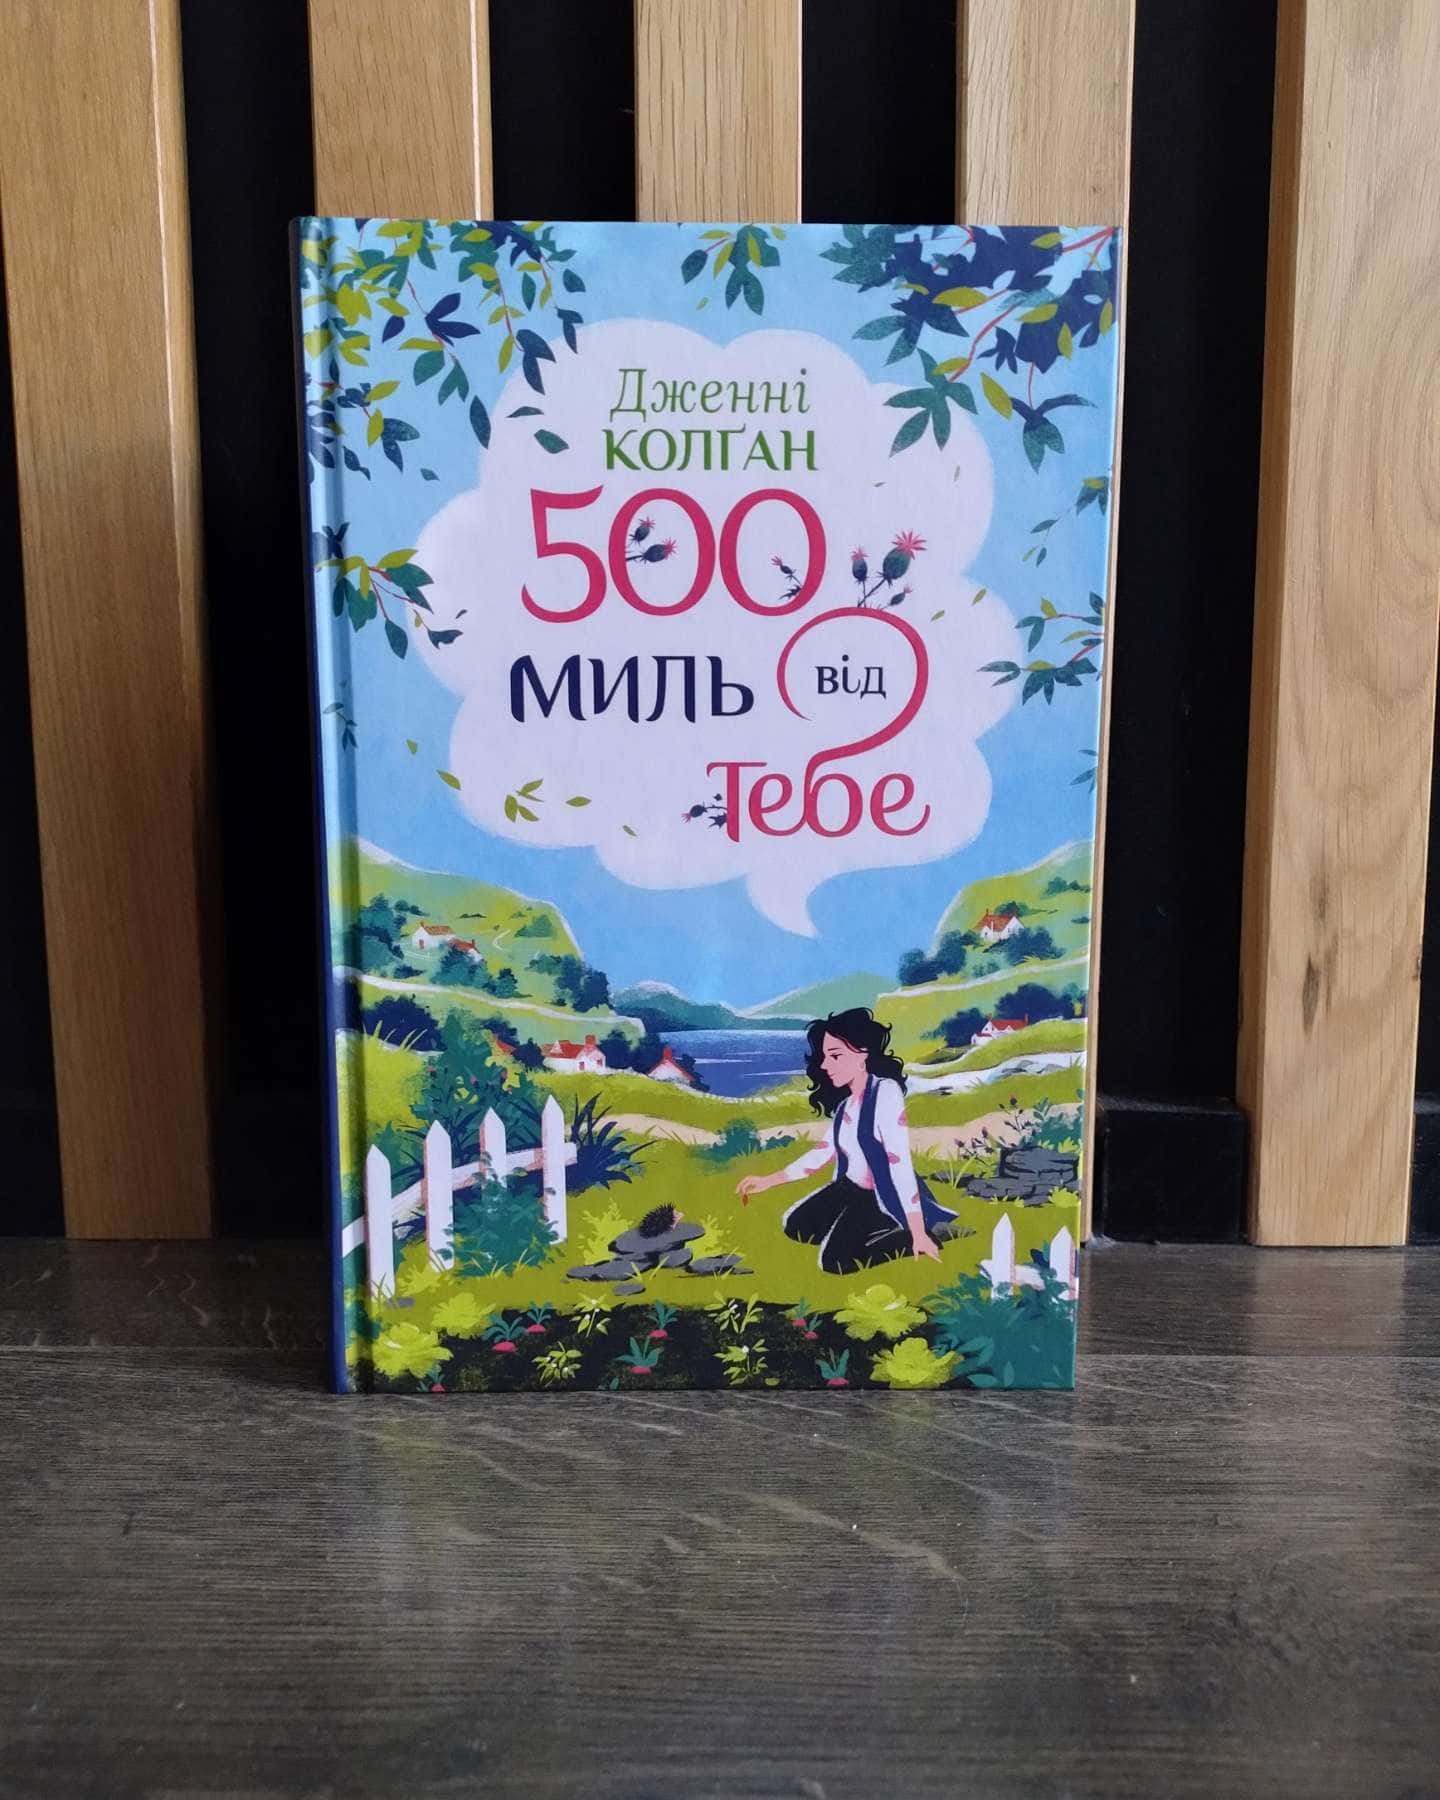 Дженні
КОЛҐАН
500
миль від
тебе